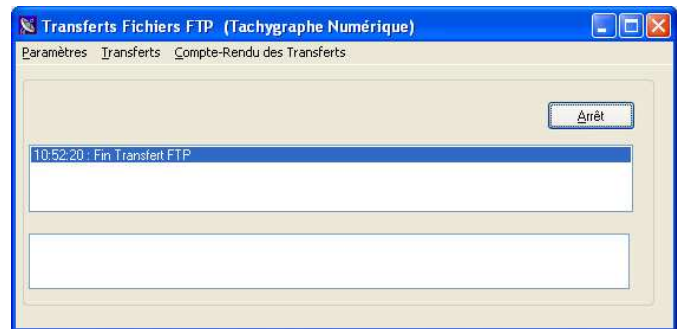 Transferts Fichiers FTP (Tachygraphe Numérique)
Paramètres Transferts Compte-Rendu des Transferts
Arrêt
10:52:20 : Fin Transfert FTP